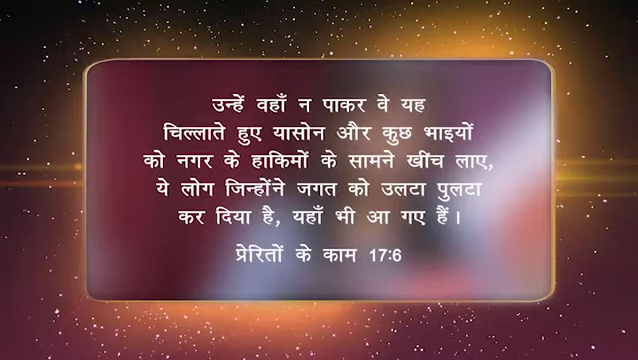 उन्हें वहाँ न पाकर वे यह
चिल्लाते हुए यासोन और कुछ भाइयों
को नगर के हाकिमों के सामने खींच लाए,
ये लोग जिन्होंने जगत को उलटा पुलटा
कर दिया है, यहाँ भी आ गए हैं।
प्रेरितों के काम 17:6